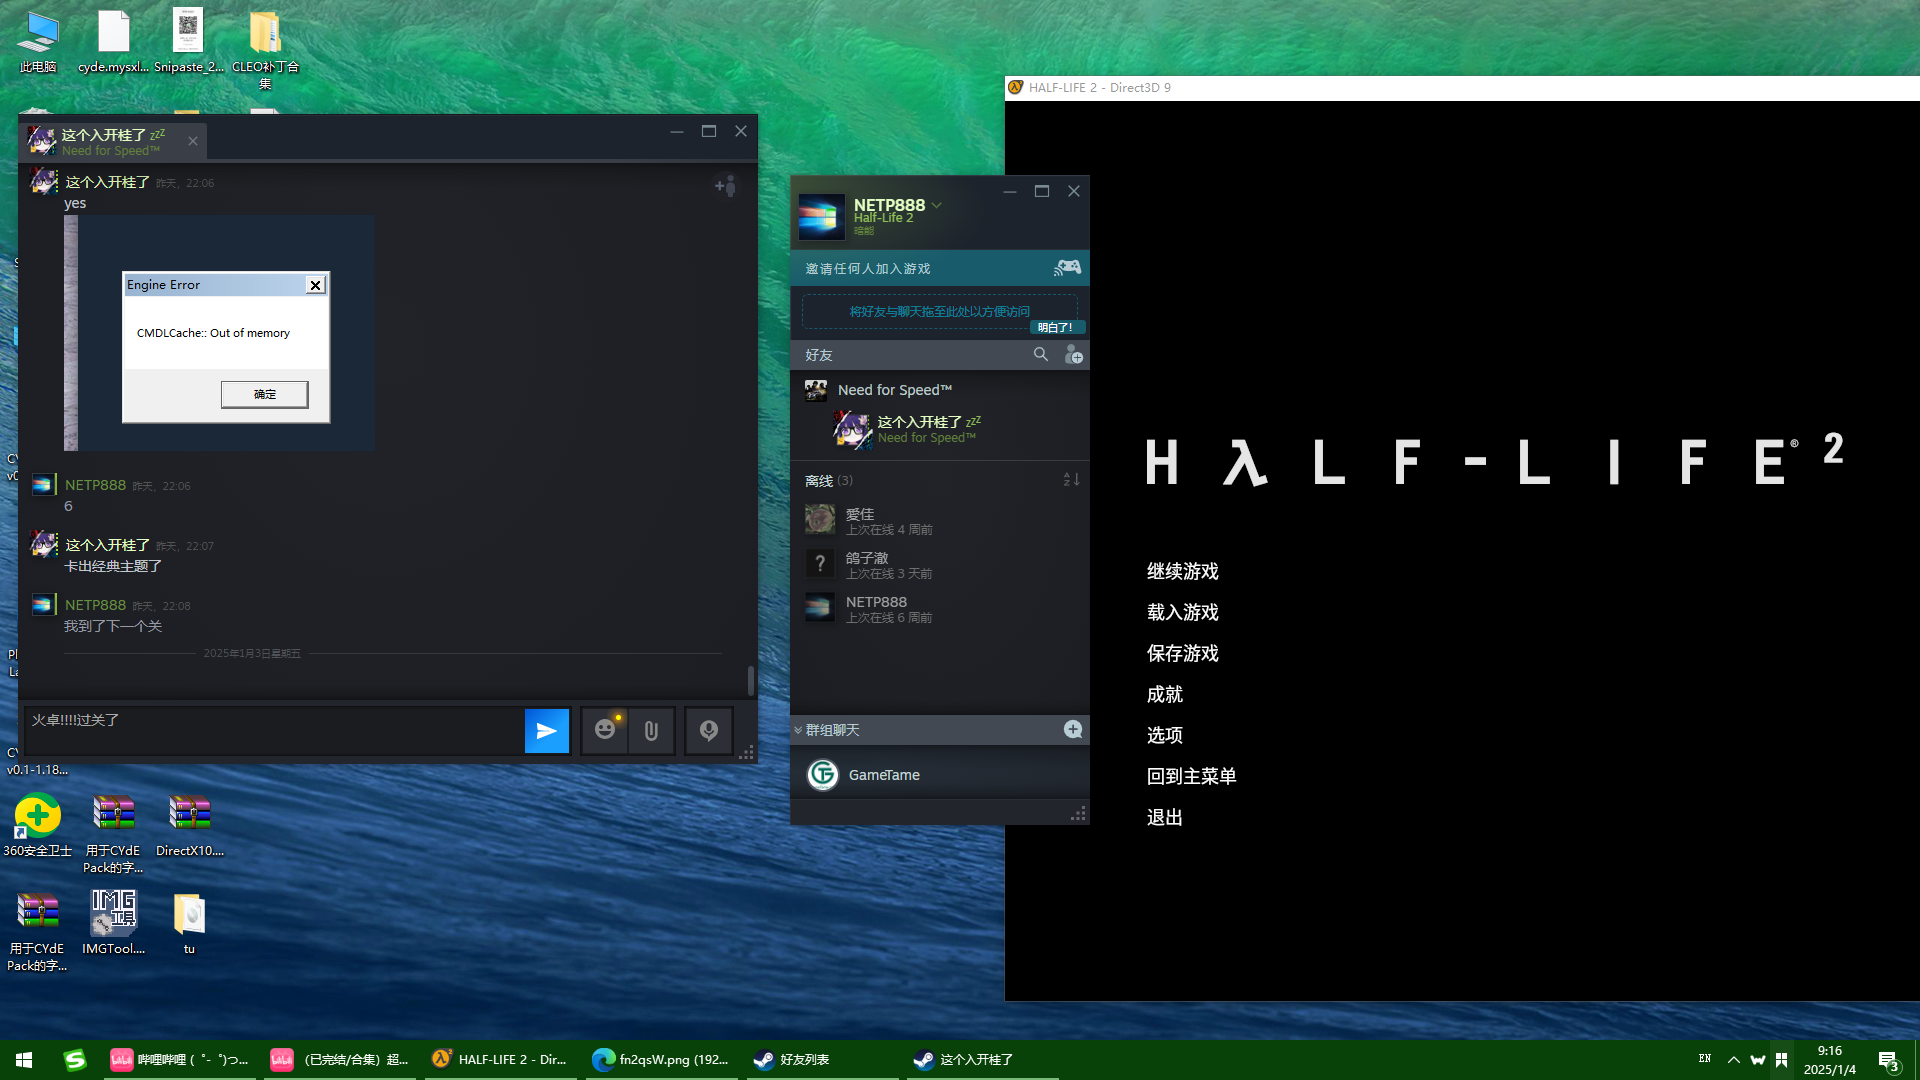 此电脑
cyde.mysxl...
Snipaste_2...
CLEO补丁合
集
这个入开桂了 zzZ
Need for Speed™
这个入开桂了 昨天，22:06
yes
Engine Error
CMDLCache:: Out of memory
确定
NETP888 昨天，22:06
6
这个入开桂了 昨天，22:07
卡出经典主题了
NETP888 昨天，22:08
我到了下一个关
2025年1月3日星期五
火卓!!!!过关了
v0.1-1.18...
360安全卫士
用于CYdE
Pack的字...
DirectX10....
用于CYdE
Pack的字...
IMG
工具
IMGTool....
tu
NETP888
Half-Life 2
暗能
邀请任何人加入游戏
将好友与聊天拖至此处以方便访问
明白了!
好友
Need for Speed™
这个入开桂了 zzZ
Need for Speed™
离线 (3)
愛佳
上次在线 4 周前
?
鸽子澈
上次在线 3 天前
NETP888
上次在线 6 周前
群组聊天
GameTame
HALF-LIFE 2 - Direct3D 9
HλLF-LIFE® 2
继续游戏
载入游戏
保存游戏
成就
选项
回到主菜单
退出
哔哩哔哩 (゜-゜)つ...
(已完结/合集) 超...
HALF-LIFE 2 - Dir...
fn2qsW.png (192...
好友列表
这个入开桂了
EN
9:16
2025/1/4
3